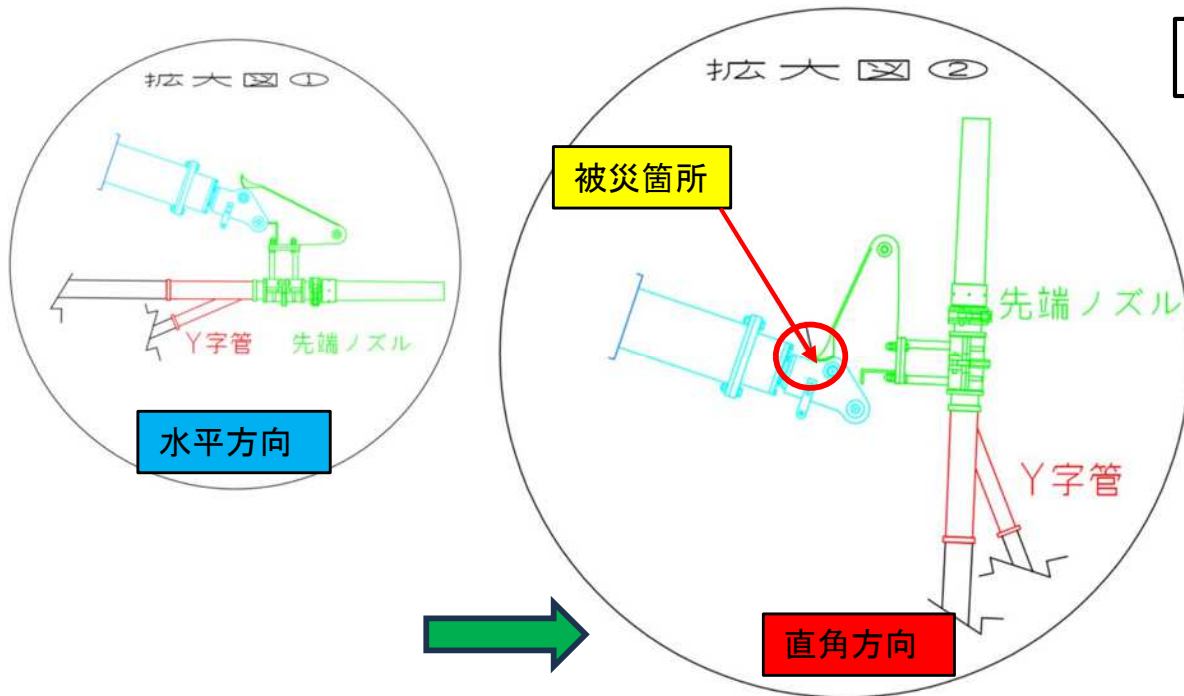 拡大図①
Y字管
先端ノズル
水平方向
拡大図②
被災箇所
先端ノズル
Y字管
直角方向